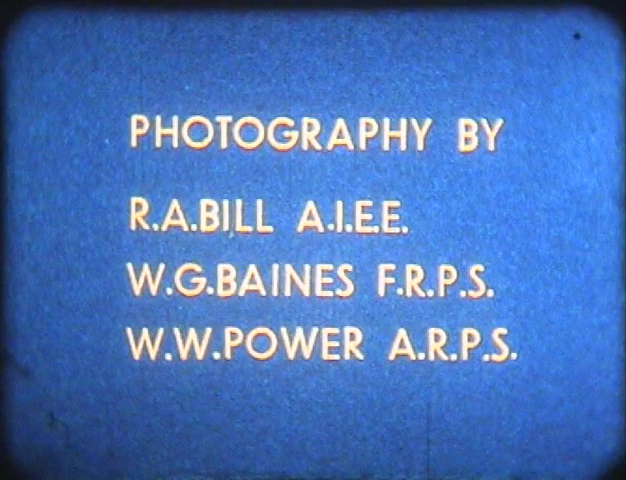 PHOTOGRAPHY BY
R.A.BILL A.I.E.E.
W.G.BAINES F.R.P.S.
W.W.POWER A.R.P.S.